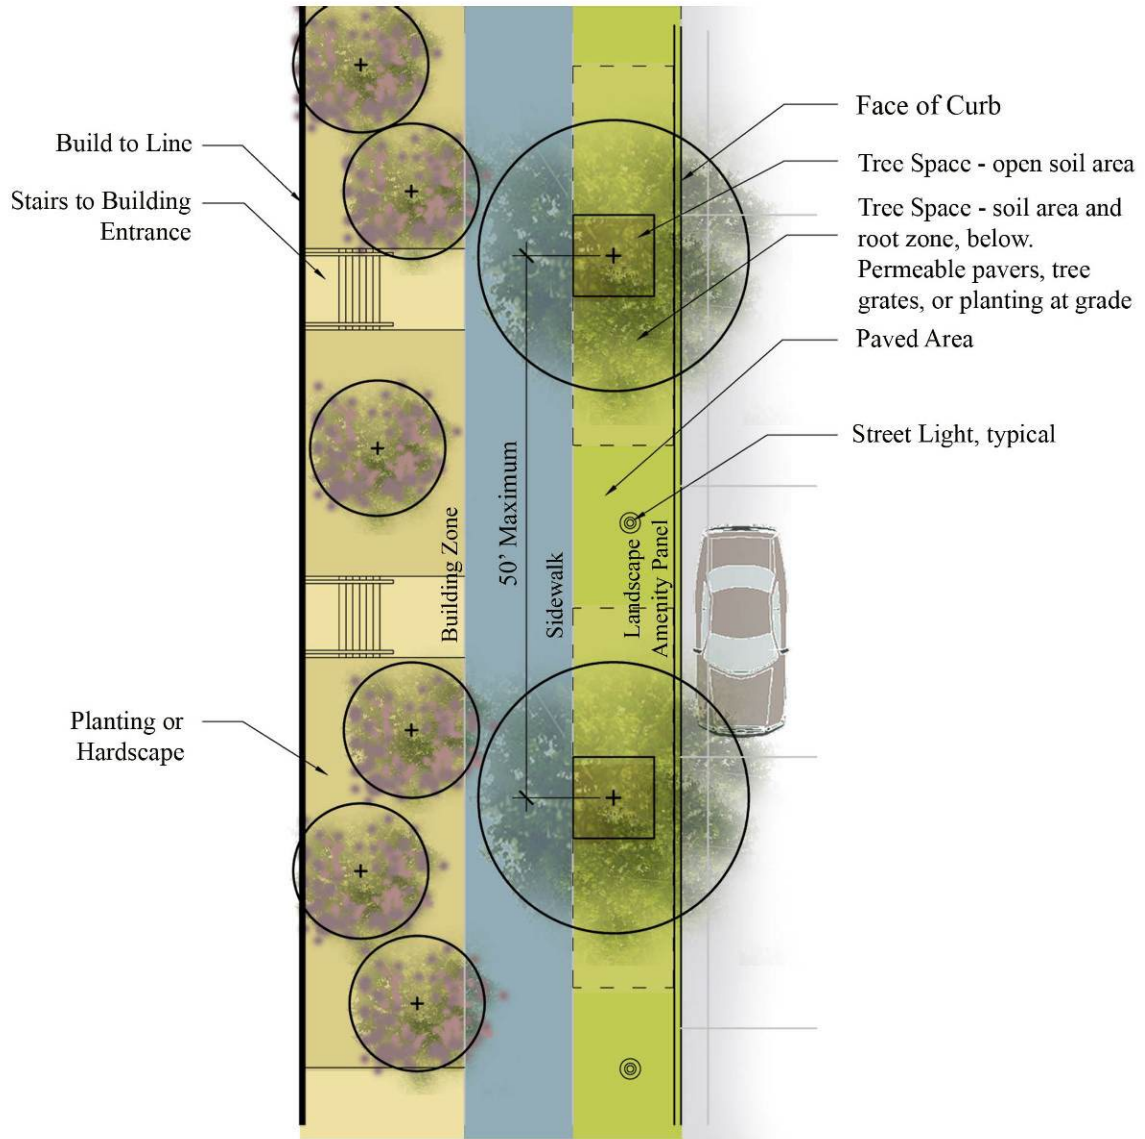 Build to Line
Stairs to Building
Entrance
Planting or
Hardscape
Building Zone
50’ Maximum
Sidewalk
Landscape
Amenity Panel
Face of Curb
Tree Space - open soil area
Tree Space - soil area and
root zone, below.
Permeable pavers, tree
grates, or planting at grade
Paved Area
Street Light, typical